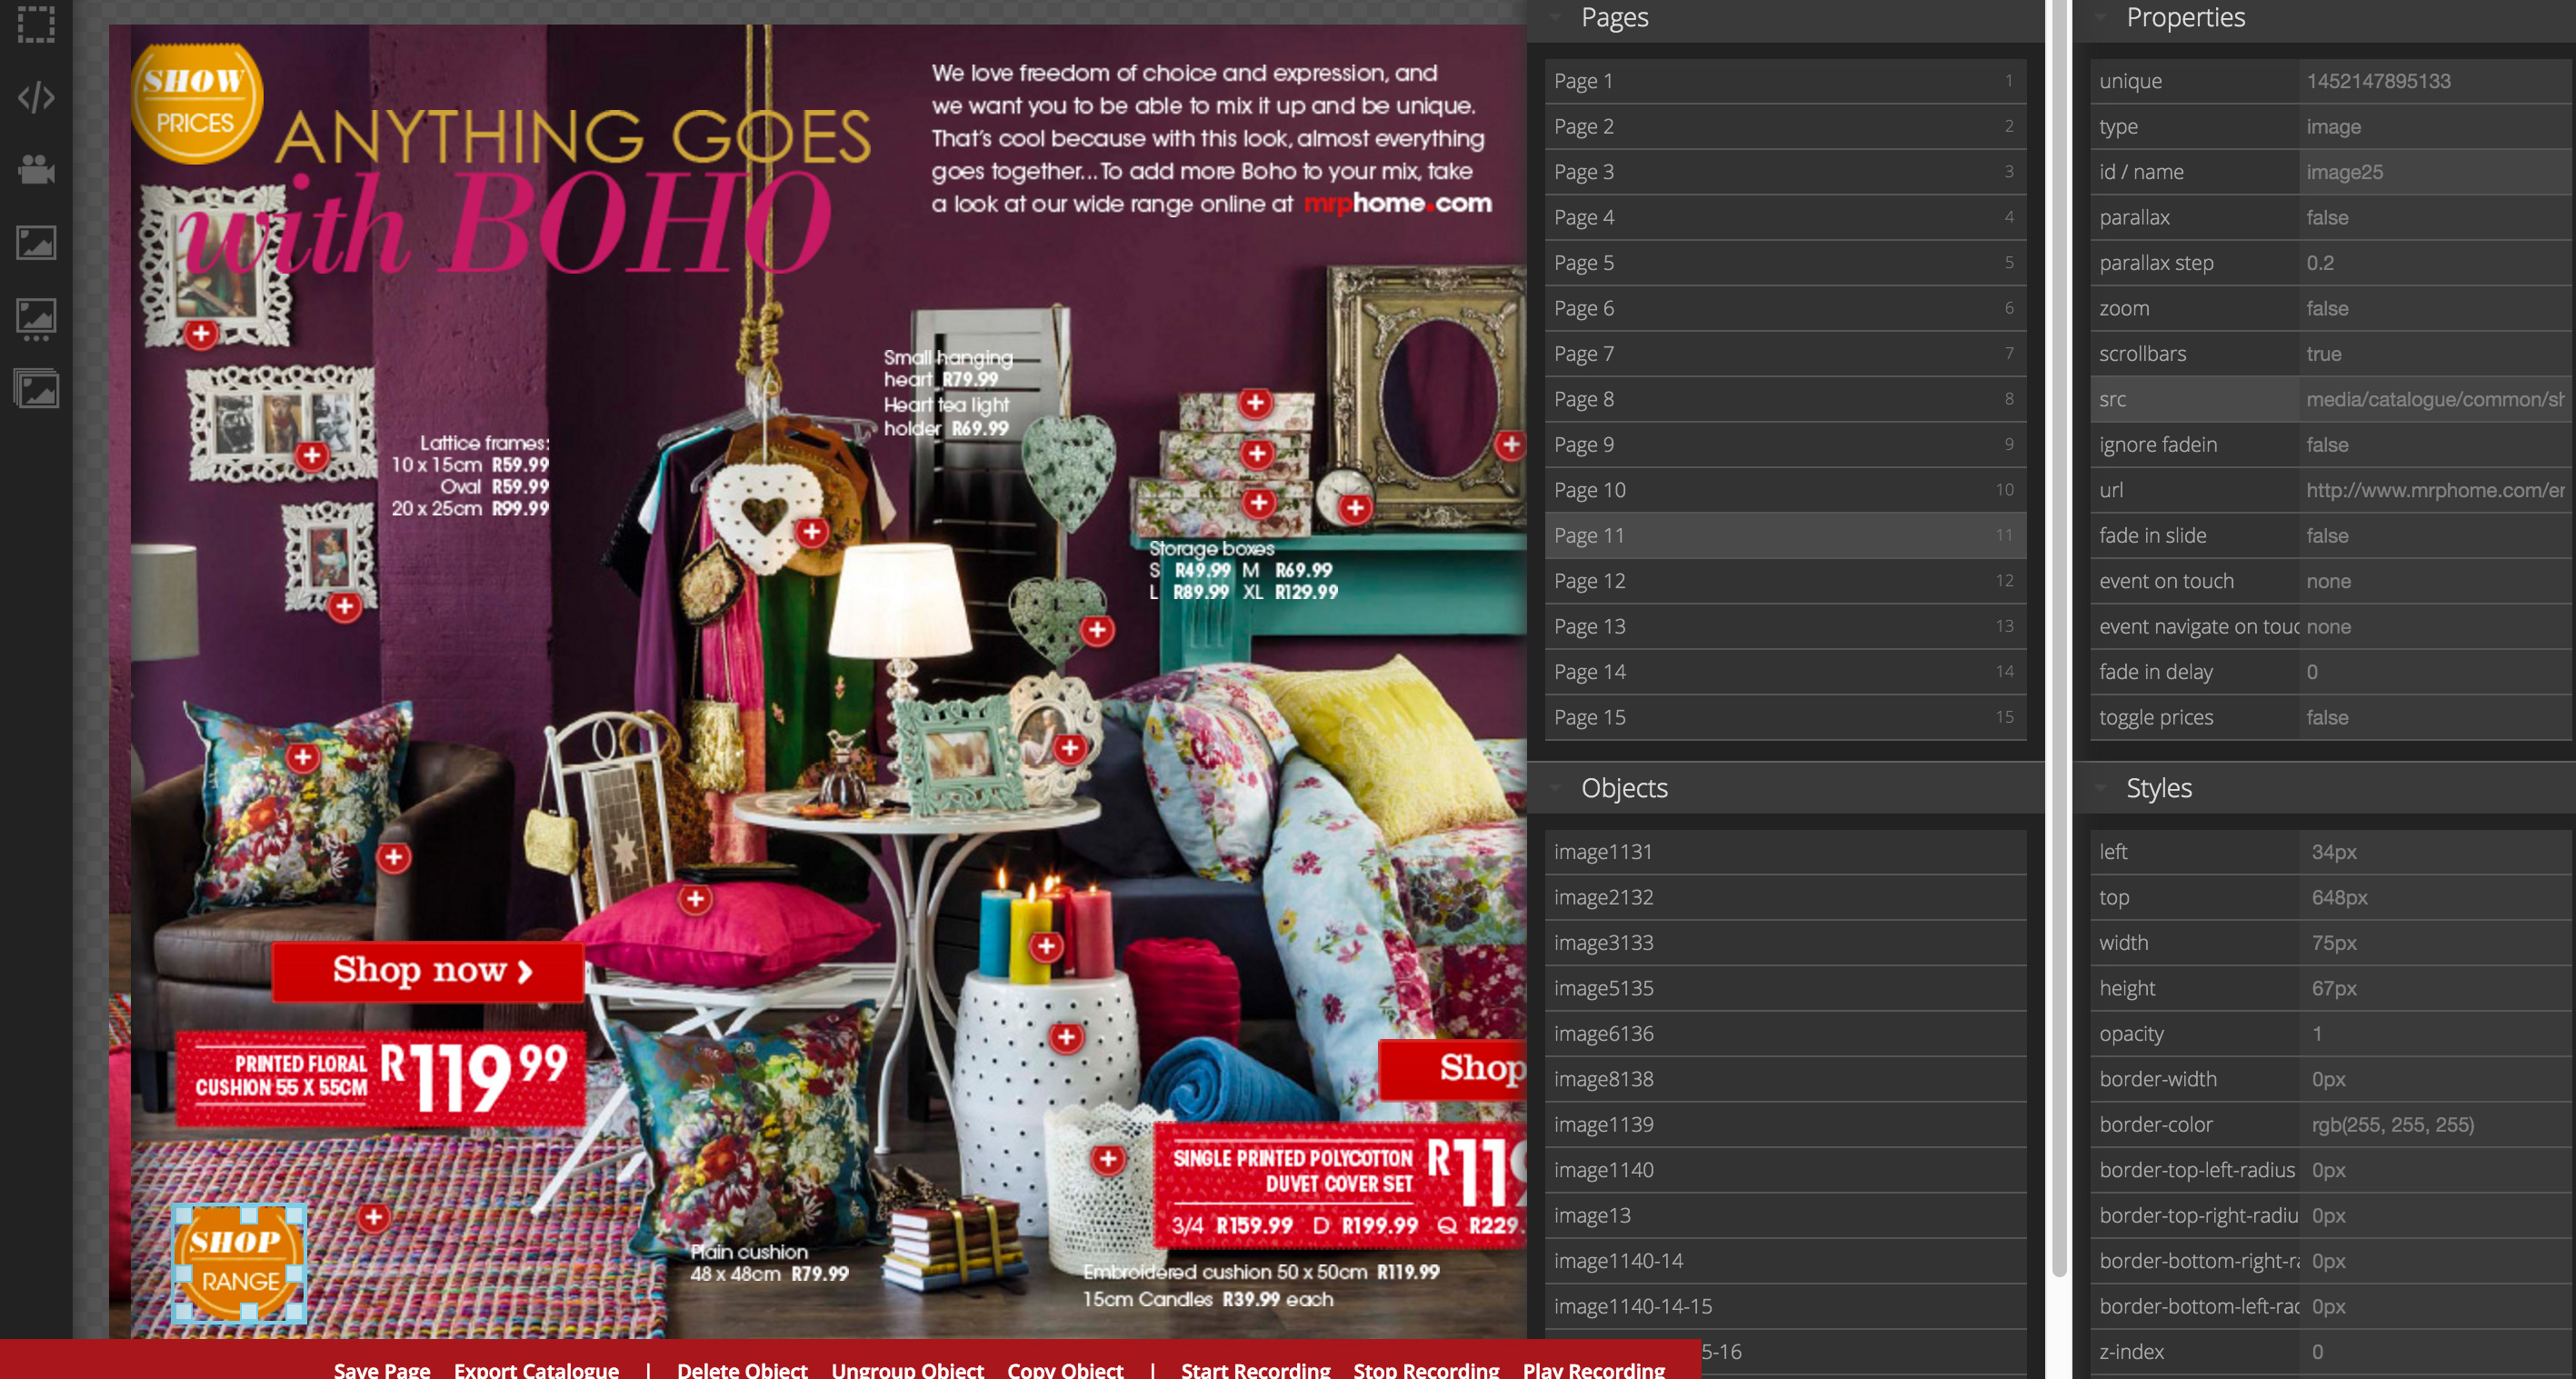 SHOW
PRICES
ANYTHING GOES
with BOHO
We love freedom of choice and expression, and
we want you to be able to mix it up and be unique.
That's cool because with this look, almost everything
goes together... To add more Boho to your mix, take
a look at our wide range online at mrphome.com
Small hanging
heart R79.99
Heart tea light
holder R69.99
Lattice frames:
10 x 15cm R59.99
Oval R59.99
20 x 25cm R99.99
Storage boxes
S R49.99 M R69.99
L R89.99 XL R129.99
Shop now
PRINTED FLORAL
CUSHION 55 X 55CM
R119 99
Shop
SINGLE PRINTED POLYCOTTON
DUVET COVER SET
R119
3/4 R159.99 D R199.99 Q R229.
SHOP
RANGE
Plain cushion
48 x 48cm R79.99
Embroidered cushion 50 x 50cm R119.99
15cm Candles R39.99 each
Save Page Export Catalogue | Delete Object Ungroup Object Copy Object | Start Recording Stop Recording Play Recording
Pages
Page 1 1
Page 2 2
Page 3 3
Page 4 4
Page 5 5
Page 6 6
Page 7 7
Page 8 8
Page 9 9
Page 10 10
Page 11 11
Page 12 12
Page 13 13
Page 14 14
Page 15 15
Objects
image1131
image2132
image3133
image5135
image6136
image8138
image1139
image1140
image13
image1140-14
image1140-14-15
5-16
Properties
unique 1452147895133
type image
id / name image25
parallax false
parallax step 0.2
zoom false
scrollbars true
src media/catalogue/common/sh
ignore fadein false
url http://www.mrphome.com/er
fade in slide false
event on touch none
event navigate on touc none
fade in delay 0
toggle prices false
Styles
left 34px
top 648px
width 75px
height 67px
opacity 1
border-width 0px
border-color rgb(255, 255, 255)
border-top-left-radius 0px
border-top-right-radiu 0px
border-bottom-right-ra 0px
border-bottom-left-rad 0px
z-index 0